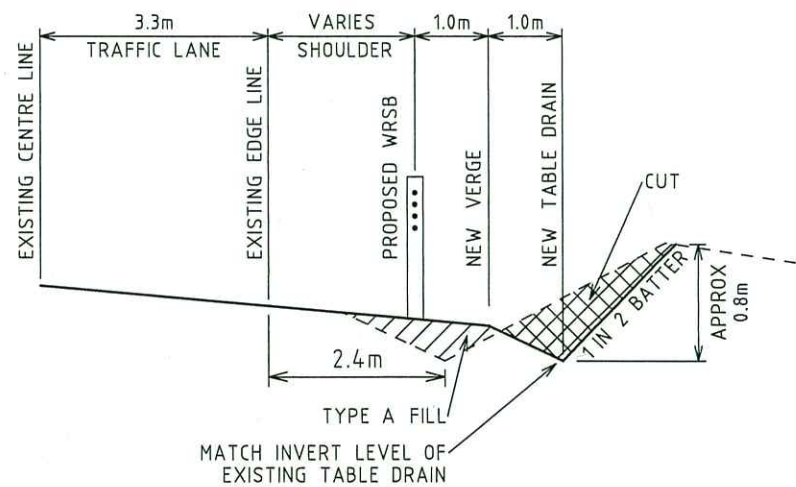 3.3m
TRAFFIC LANE
VARIES
SHOULDER
1.0m
1.0m
EXISTING CENTRE LINE
EXISTING EDGE LINE
PROPOSED WRSB
NEW VERGE
NEW TABLE DRAIN
CUT
1 IN 2 BATTER
APPROX
0.8m
2.4m
TYPE A FILL
MATCH INVERT LEVEL OF
EXISTING TABLE DRAIN